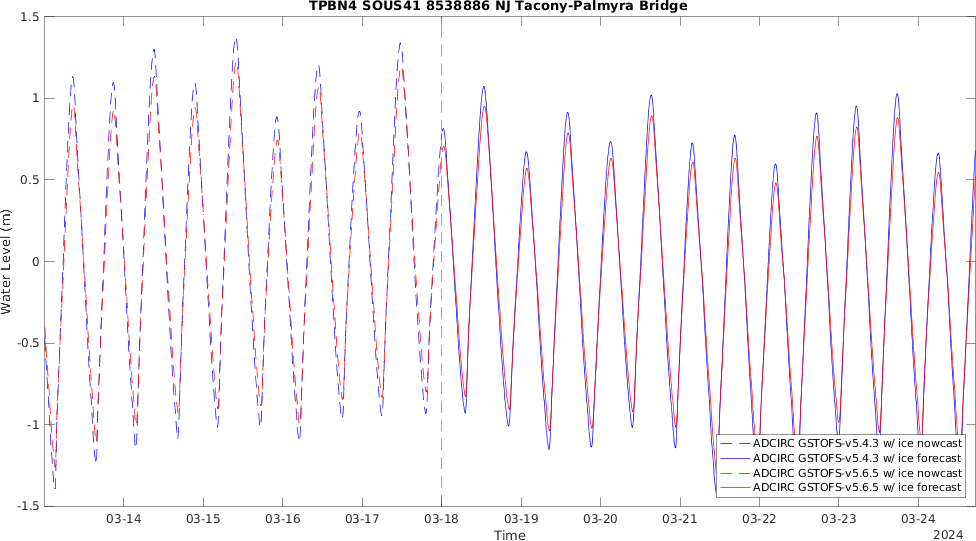 TPBN4 SOUS41 8538886 NJ Tacony-Palmyra Bridge
1.5
1
0.5
0
-0.5
-1
-1.5
Water Level (m)
03-14 03-15 03-16 03-17 03-18 03-19 03-20 03-21 03-22 03-23 03-24
Time
2024
ADCIRC GSTOFS-v5.4.3 w/ ice nowcast
ADCIRC GSTOFS-v5.4.3 w/ ice forecast
ADCIRC GSTOFS-v5.6.5 w/ ice nowcast
ADCIRC GSTOFS-v5.6.5 w/ ice forecast